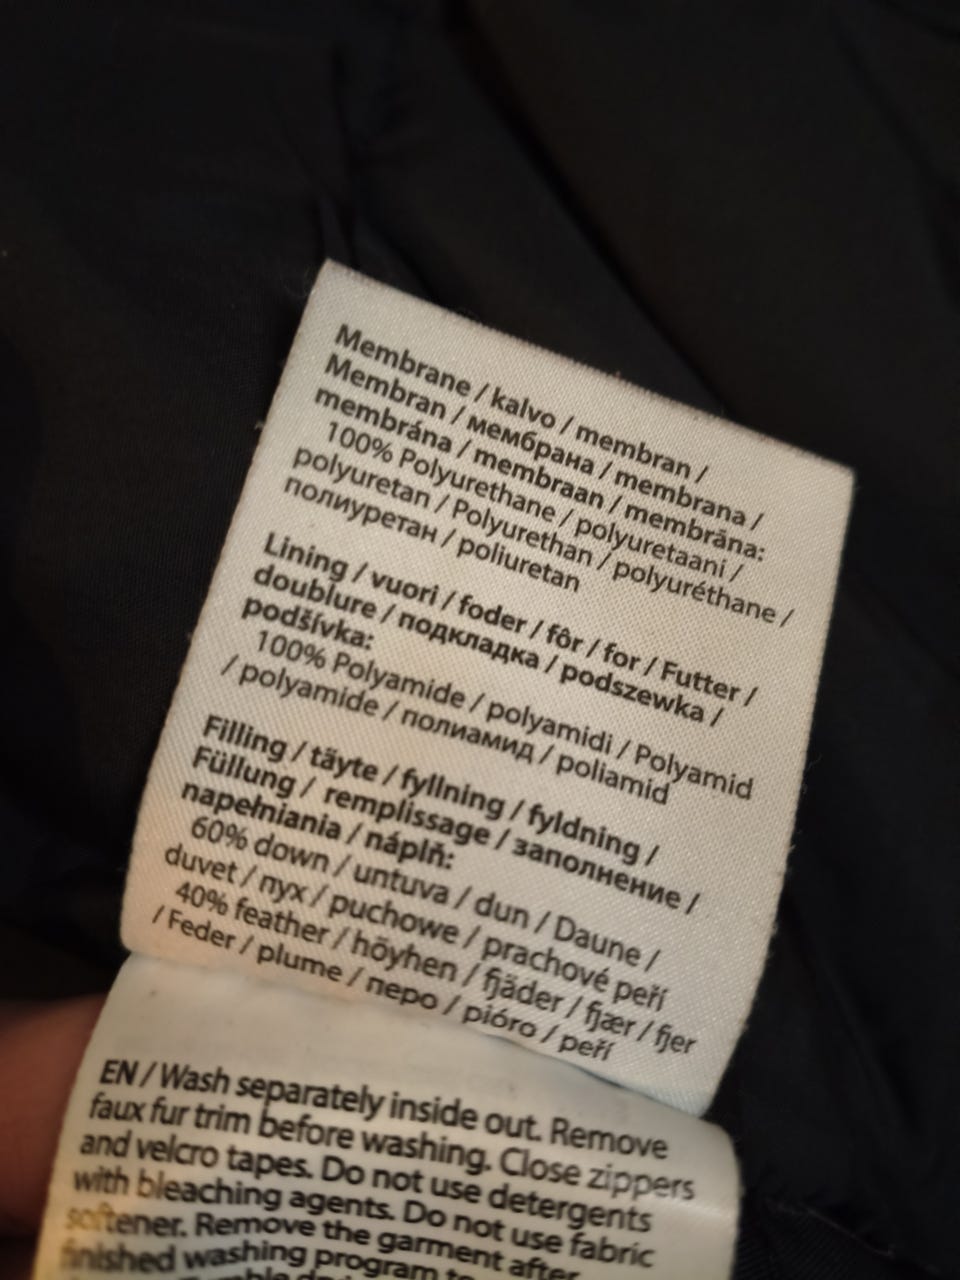 Membrane / kalvo / membran /
Membran / мембрана / membrana /
membrána / membraan / membrāna:
100% Polyurethane / polyuretaani /
polyuretan / Polyurethan / polyuréthane /
полиуретан / poliuretan
Lining / vuori / foder / fôr / for / Futter /
doublure / подкладка / podszewka /
podšívka:
100% Polyamide / polyamidi / Polyamid
/ polyamide / полиамид / poliamid
Filling / täyte / fyllning / fyldning /
Füllung / remplissage / заполнение /
napełniania / náplň:
60% down / untuva / dun / Daune /
duvet / пух / puchowe / prachové peří
40% feather / höyhen / fjäder / fjær / fjer
/ Feder / plume / перо / pióro / peří
EN / Wash separately inside out. Remove
faux fur trim before washing. Close zippers
and velcro tapes. Do not use detergents
with bleaching agents. Do not use fabric
softener. Remove the garment after
finished washing program